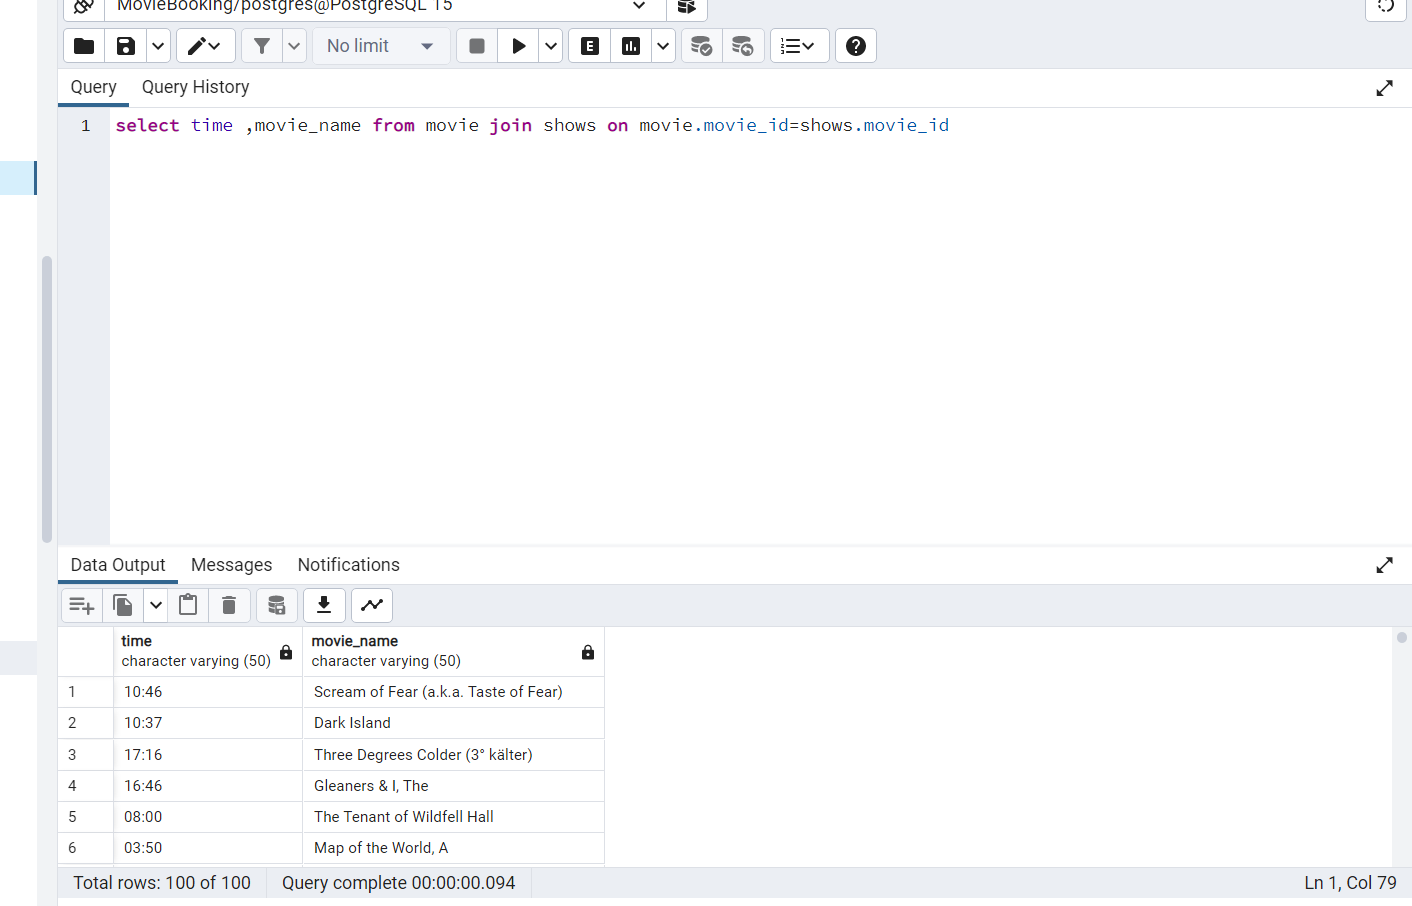 MovieBooking/postgres@PostgreSQL 15
No limit
E
Query Query History
1 select time ,movie_name from movie join shows on movie.movie_id=shows.movie_id
Data Output Messages Notifications
time movie_name
character varying (50) character varying (50)
1 10:46 Scream of Fear (a.k.a. Taste of Fear)
2 10:37 Dark Island
3 17:16 Three Degrees Colder (3° kälter)
4 16:46 Gleaners & I, The
5 08:00 The Tenant of Wildfell Hall
6 03:50 Map of the World, A
Total rows: 100 of 100 Query complete 00:00:00.094 Ln 1, Col 79